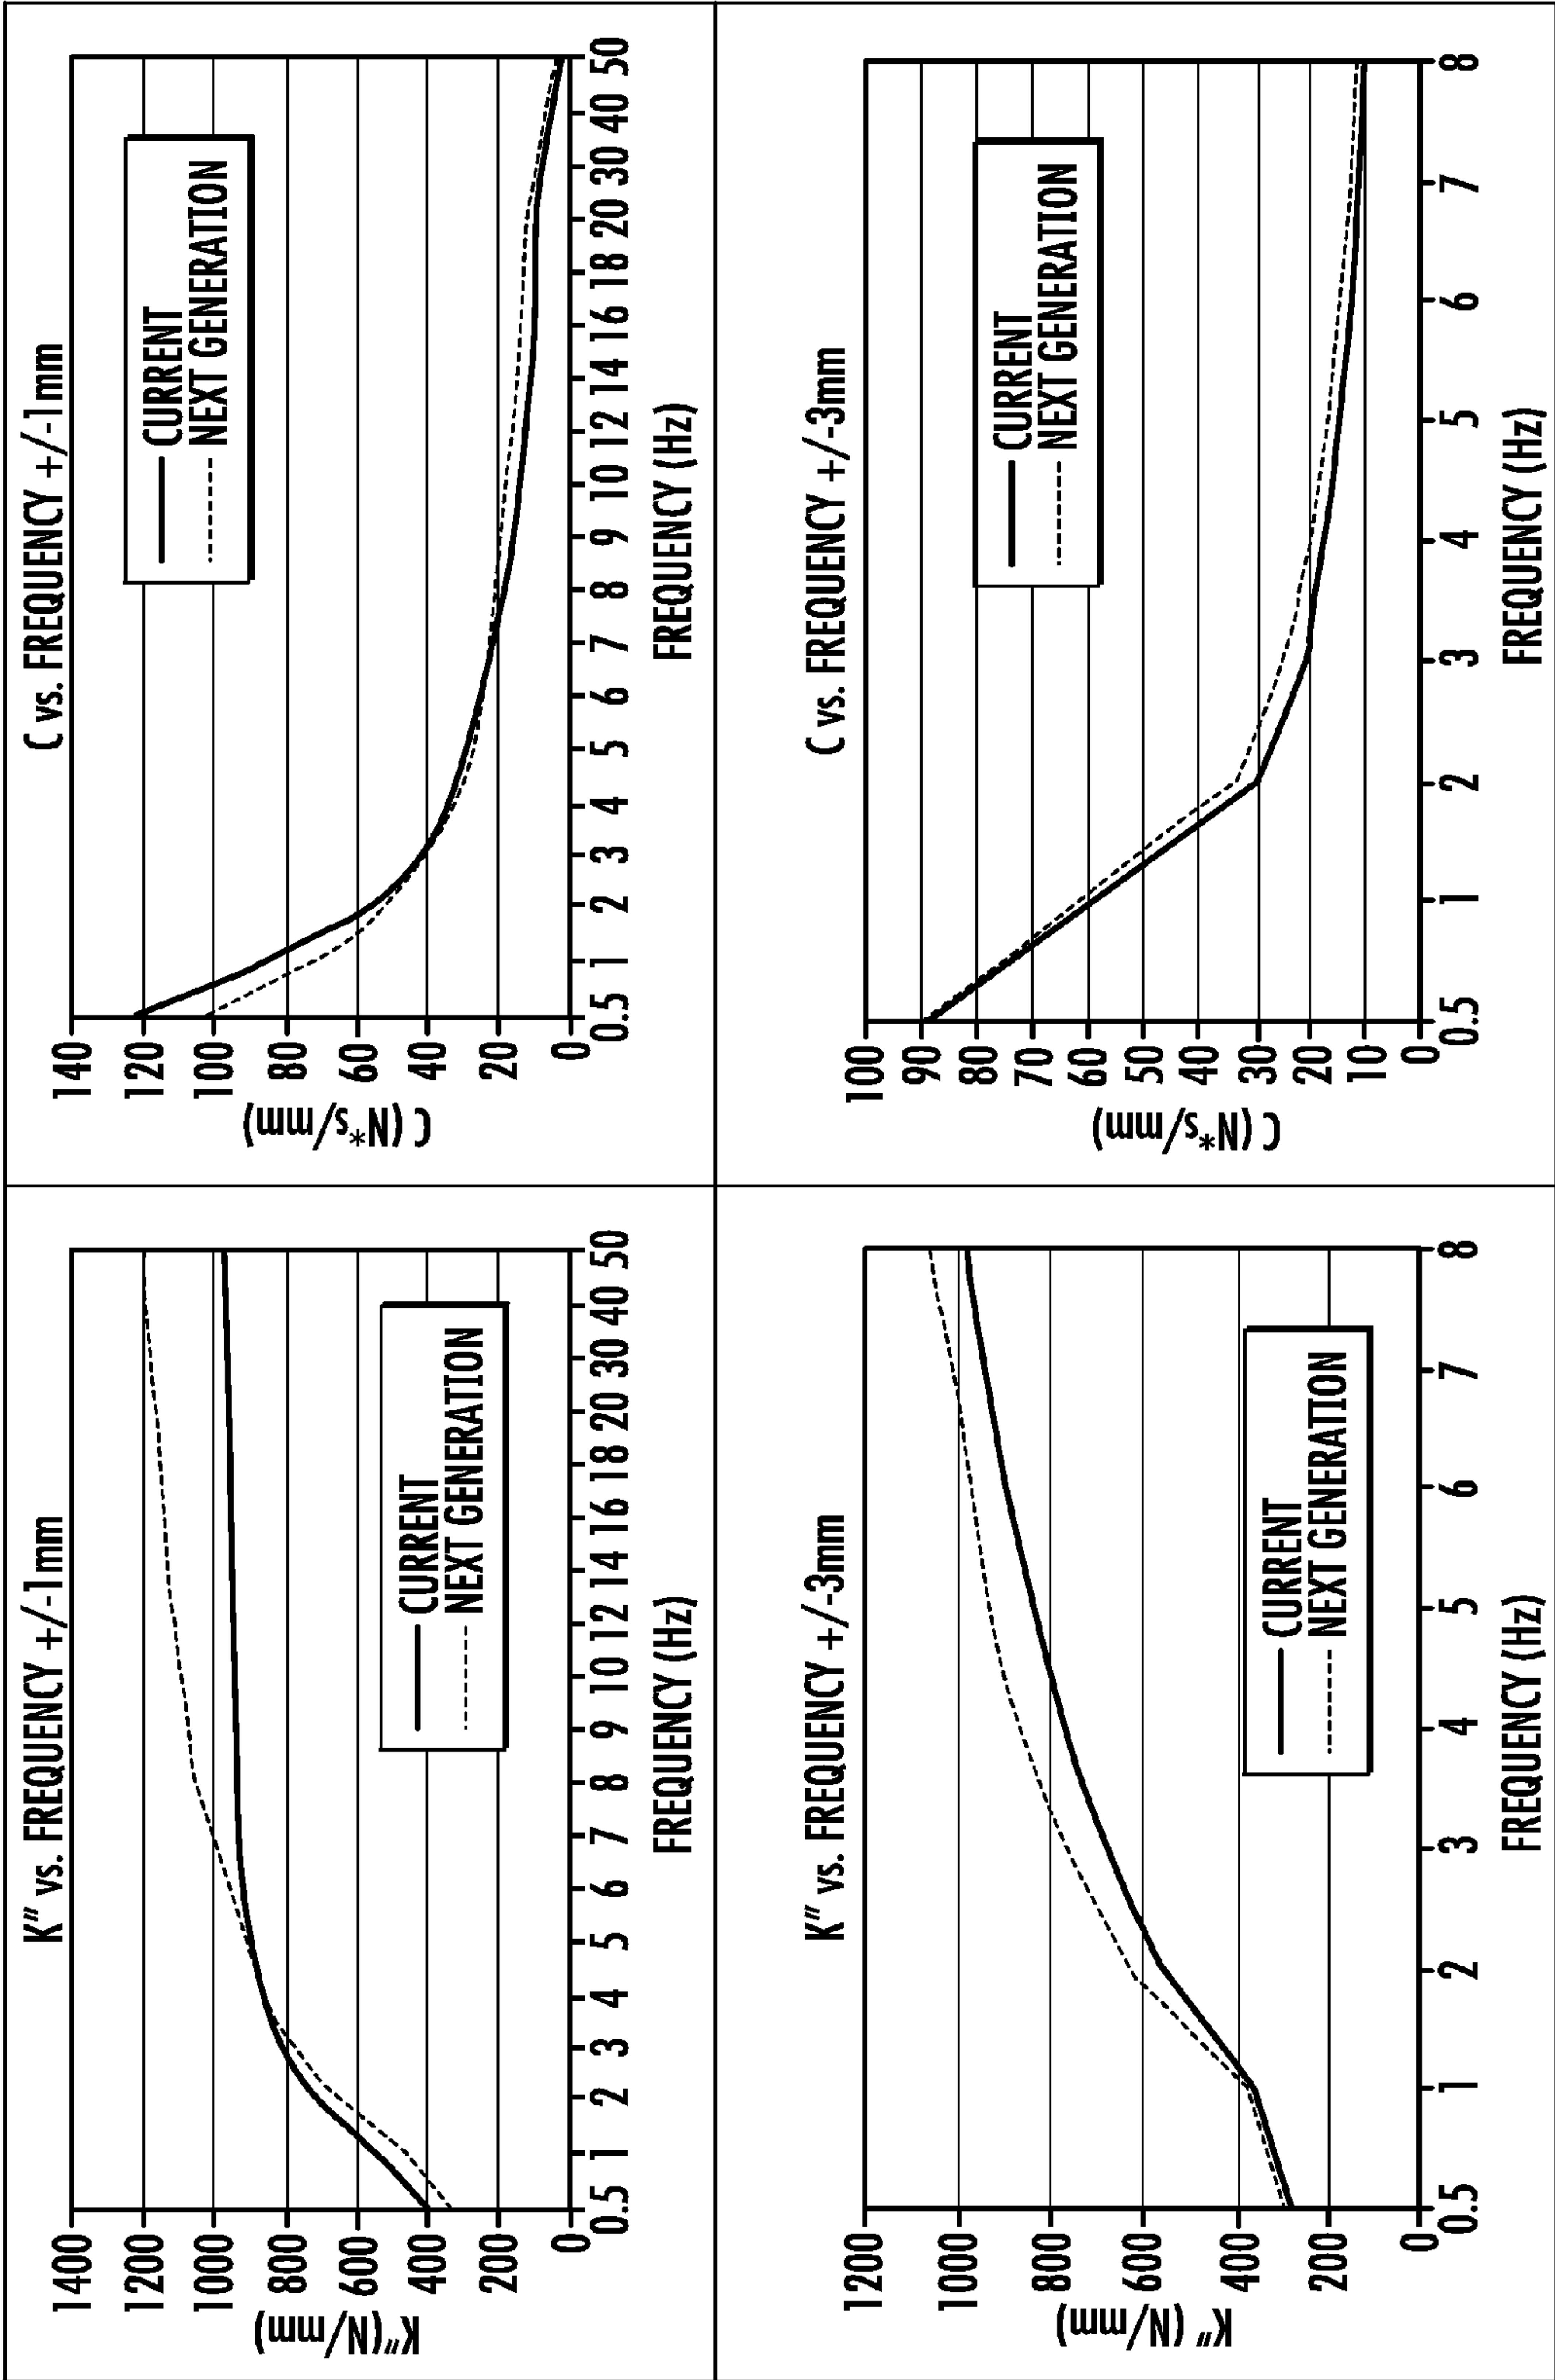 K" vs. FREQUENCY +/-1mm
K"(N/mm)
1400
1200
1000
800
600
400
200
0
CURRENT
NEXT GENERATION
0.5 1 2 3 4 5 6 7 8 9 10 12 14 16 18 20 30 40 50
FREQUENCY (Hz)
C vs. FREQUENCY +/-1mm
C(N*s/mm)
140
120
100
80
60
40
20
0
CURRENT
NEXT GENERATION
0.5 1 2 3 4 5 6 7 8 9 10 12 14 16 18 20 30 40 50
FREQUENCY (Hz)
K" vs. FREQUENCY +/-3mm
K"(N/mm)
1200
1000
800
600
400
200
0
CURRENT
NEXT GENERATION
0.5 1 2 3 4 5 6 7 8
FREQUENCY (Hz)
C vs. FREQUENCY +/-3mm
C(N*s/mm)
100
90
80
70
60
50
40
30
20
10
0
CURRENT
NEXT GENERATION
0.5 1 2 3 4 5 6 7 8
FREQUENCY (Hz)